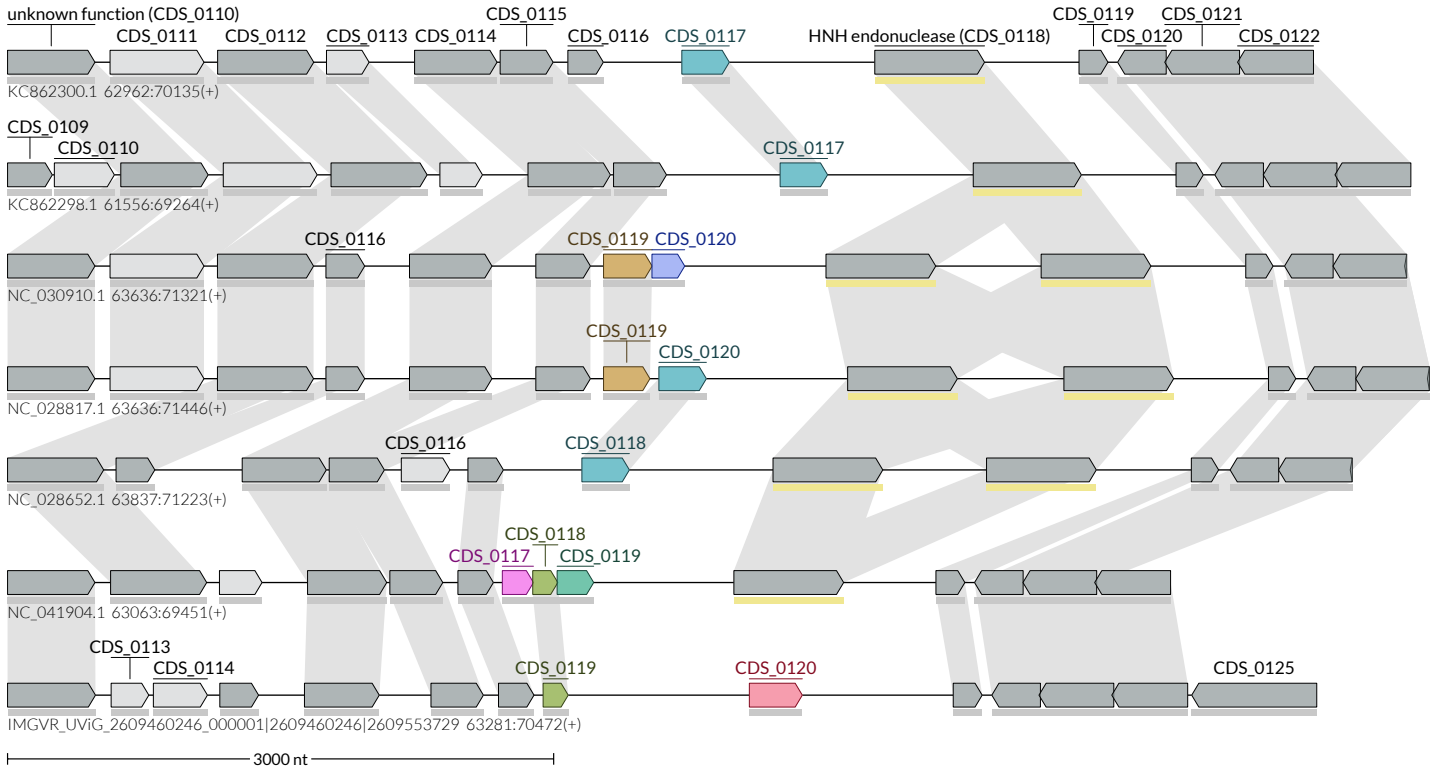 unknown function (CDS_0110) CDS_0115 CDS_0119 CDS_0121
CDS_0111 CDS_0112 CDS_0113 CDS_0114 CDS_0116 CDS_0117 HNH endonuclease (CDS_0118) CDS_0120 CDS_0122
KC862300.1 62962:70135(+)
CDS_0109
CDS_0110 CDS_0117
KC862298.1 61556:69264(+)
CDS_0116 CDS_0119 CDS_0120
NC_030910.1 63636:71321(+)
CDS_0119
CDS_0120
NC_028817.1 63636:71446(+)
CDS_0116 CDS_0118
NC_028652.1 63837:71223(+)
CDS_0118
CDS_0117 CDS_0119
NC_041904.1 63063:69451(+)
CDS_0113
CDS_0114 CDS_0119 CDS_0120 CDS_0125
IMGVR_UViG_2609460246_000001|2609460246|2609553729 63281:70472(+)
3000 nt